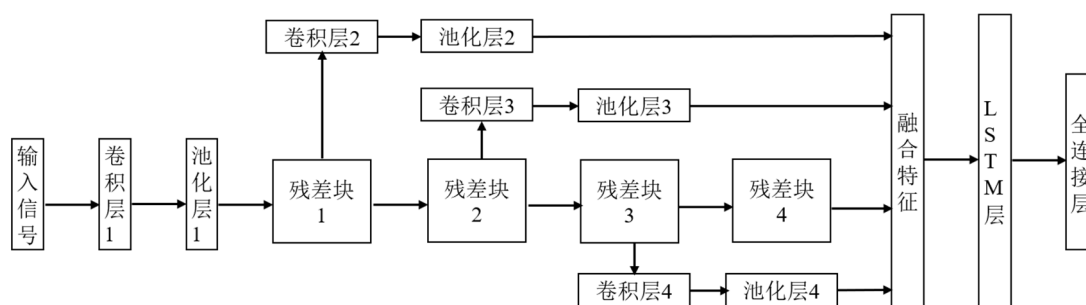 卷积层2
池化层2
卷积层3
池化层3
输入信号
卷积层1
池化层1
残差块1
残差块2
残差块3
残差块4
卷积层4
池化层4
融合特征
LSTM层
全连接层